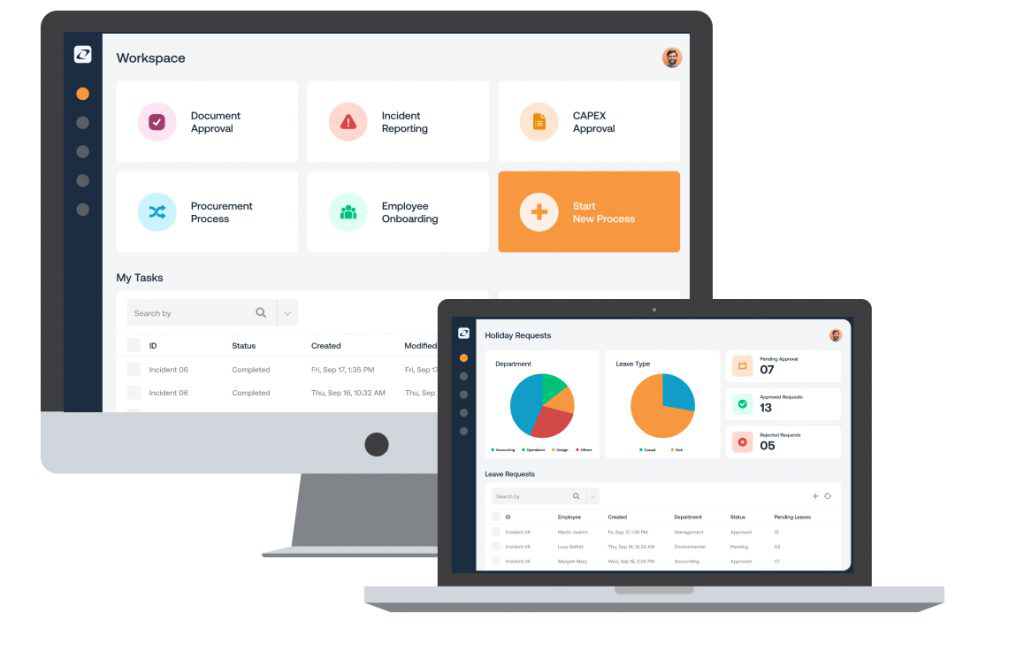 Workspace
Document
Approval
Incident
Reporting
CAPEX
Approval
Procurement
Process
Employee
Onboarding
Start
New Process
My Tasks
Search by
ID Status Created Modified
Incident 06 Completed Fri, Sep 17, 1:35 PM Fri, Sep 17
Incident 06 Completed Thu, Sep 16, 10:32 AM Thu, Sep
Holiday Requests
Department
Accounting Operations Design Others
Leave Type
Casual Sick
Pending Approval
07
Approved Requests
13
Rejected Requests
05
Leave Requests
Search by
ID Employee Created Department Status Pending Leaves
Incident 06 Martin Joakim Fri, Sep 17, 1:35 PM Management Approved 12
Incident 05 Lucy Seifret Thu, Sep 16, 10:20 AM Environmental Pending 03
Incident 06 Margret Mary Wed, Sep 15, 2:34 PM Accounting Approved 07